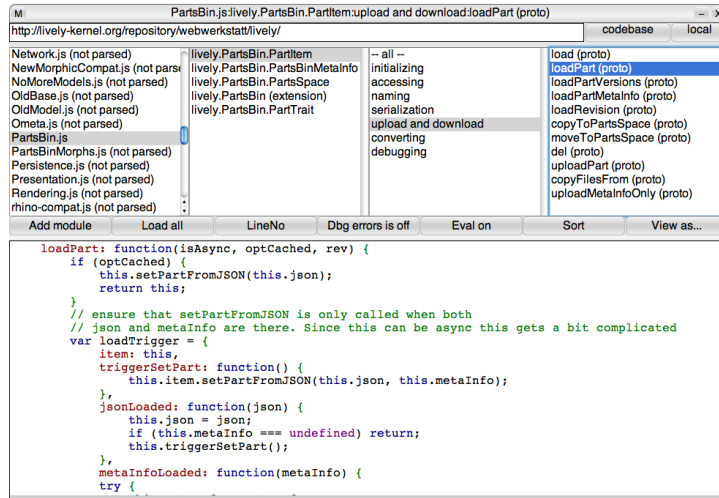 M PartsBin.js:lively.PartsBin.PartItem:upload and download:loadPart (proto) – X
http://lively-kernel.org/repository/webwerkstatt/lively/ codebase local
Network.js (not parsed)
NewMorphicCompat.js (not parse
NoMoreModels.js (not parsed)
OldBase.js (not parsed)
OldModel.js (not parsed)
Ometa.js (not parsed)
PartsBin.js
PartsBinMorphs.js (not parsed)
Persistence.js (not parsed)
Presentation.js (not parsed)
Rendering.js (not parsed)
rhino-compat.js (not parsed)
lively.PartsBin.PartItem
lively.PartsBin.PartsBinMetaInfo
lively.PartsBin.PartsSpace
lively.PartsBin (extension)
lively.PartsBin.PartTrait
-- all --
initializing
accessing
naming
serialization
upload and download
converting
debugging
load (proto)
loadPart (proto)
loadPartVersions (proto)
loadPartMetaInfo (proto)
loadRevision (proto)
copyToPartsSpace (proto)
moveToPartsSpace (proto)
del (proto)
uploadPart (proto)
copyFilesFrom (proto)
uploadMetaInfoOnly (proto)
Add module Load all LineNo Dbg errors is off Eval on Sort View as...
loadPart: function(isAsync, optCached, rev) {
if (optCached) {
this.setPartFromJSON(this.json);
return this;
}
// ensure that setPartFromJSON is only called when both
// json and metaInfo are there. Since this can be async this gets a bit complicated
var loadTrigger = {
item: this,
triggerSetPart: function() {
this.item.setPartFromJSON(this.json, this.metaInfo);
},
jsonLoaded: function(json) {
this.json = json;
if (this.metaInfo === undefined) return;
this.triggerSetPart();
},
metaInfoLoaded: function(metaInfo) {
try {